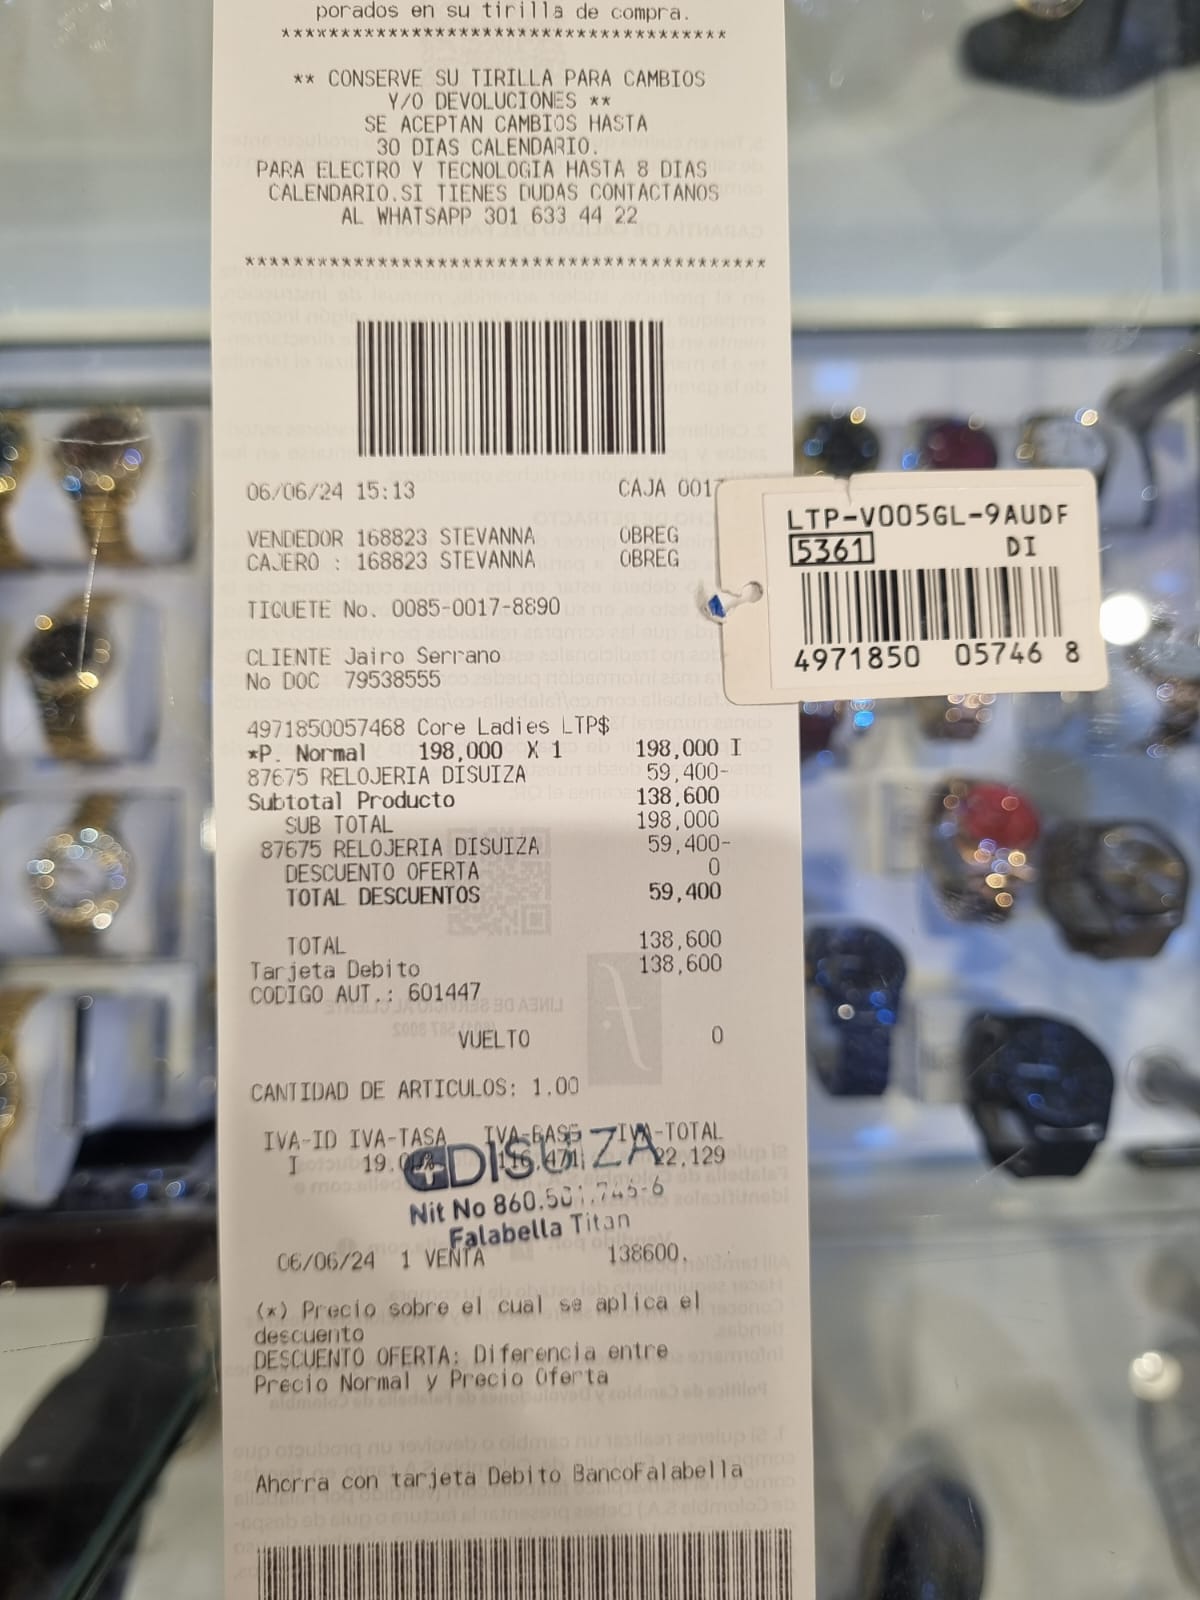 porados en su tirilla de compra.
*************************************
** CONSERVE SU TIRILLA PARA CAMBIOS
Y/O DEVOLUCIONES **
SE ACEPTAN CAMBIOS HASTA
30 DIAS CALENDARIO.
PARA ELECTRO Y TECNOLOGIA HASTA 8 DIAS
CALENDARIO.SI TIENES DUDAS CONTACTANOS
AL WHATSAPP 301 633 44 22
********************************************
06/06/24 15:13 CAJA 0017
VENDEDOR 168823 STEVANNA OBREG
CAJERO : 168823 STEVANNA OBREG
TIQUETE No. 0085-0017-8890
CLIENTE Jairo Serrano
No DOC 79538555
4971850057468 Core Ladies LTP$
*P. Normal 198,000 X 1 198,000 I
87675 RELOJERIA DISUIZA 59,400-
Subtotal Producto 138,600
SUB TOTAL 198,000
87675 RELOJERIA DISUIZA 59,400-
DESCUENTO OFERTA 0
TOTAL DESCUENTOS 59,400
TOTAL 138,600
Tarjeta Debito 138,600
CODIGO AUT.: 601447
VUELTO 0
CANTIDAD DE ARTICULOS: 1.00
IVA-ID IVA-TASA IVA-BASE IVA-TOTAL
I 19.00% 116,471 22,129
DISUIZA
Nit No 860.501.745-6
Falabella Titan
06/06/24 1 VENTA 138600.
(*) Precio sobre el cual se aplica el
descuento
DESCUENTO OFERTA: Diferencia entre
Precio Normal y Precio Oferta
Ahorra con tarjeta Debito BancoFalabella
LTP-V005GL-9AUDF
5361 DI
4971850 05746 8